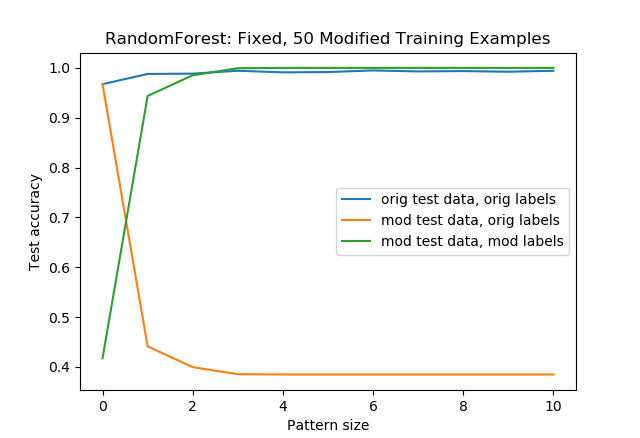 RandomForest: Fixed, 50 Modified Training Examples
1.0
0.9
0.8
0.7
0.6
0.5
0.4
Test accuracy
orig test data, orig labels
mod test data, orig labels
mod test data, mod labels
0 2 4 6 8 10
Pattern size